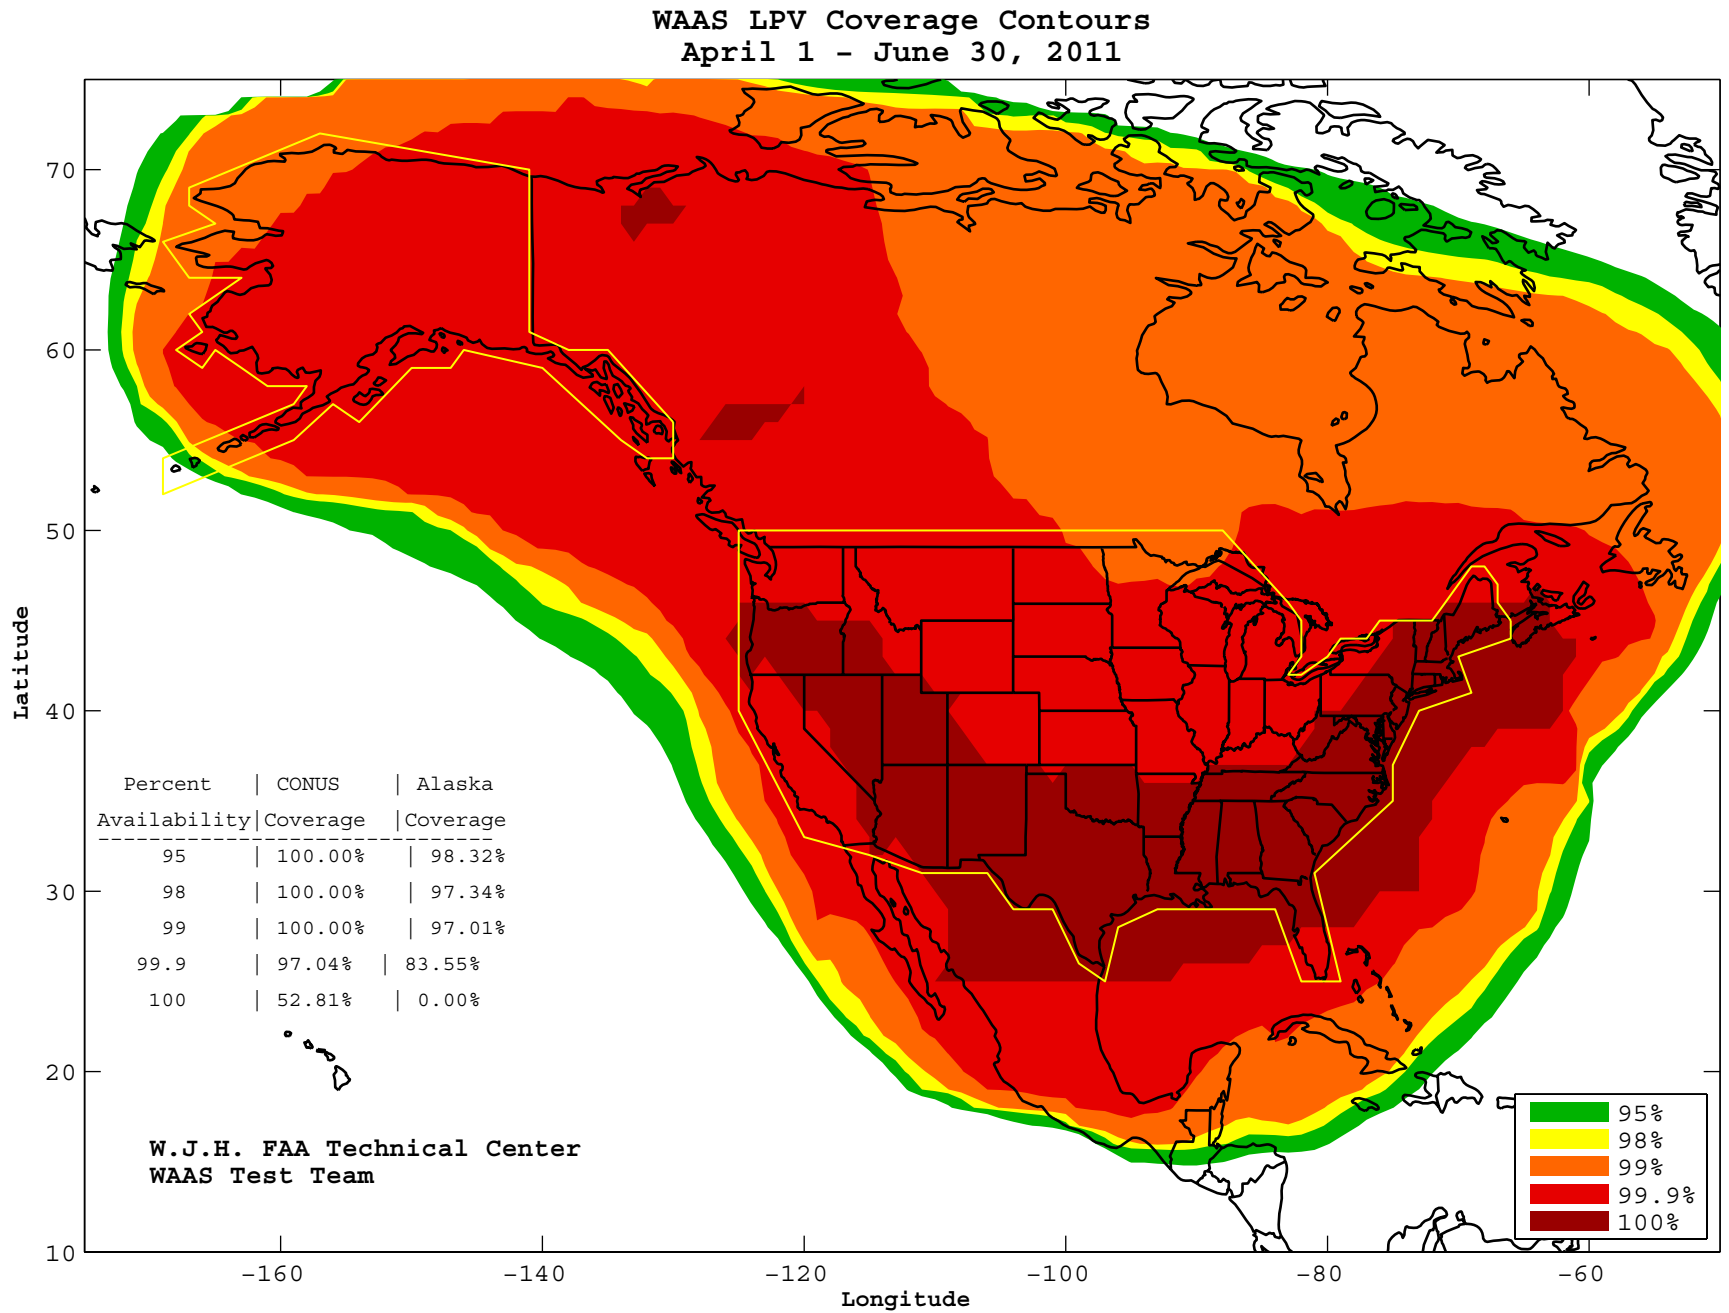 WAAS LPV Coverage Contours
April 1 - June 30, 2011
70
60
50
40
30
20
10
Latitude
Percent | CONUS | Alaska
Availability|Coverage |Coverage
---------------------------------
95 | 100.00% | 98.32%
98 | 100.00% | 97.34%
99 | 100.00% | 97.01%
99.9 | 97.04% | 83.55%
100 | 52.81% | 0.00%
W.J.H. FAA Technical Center
WAAS Test Team
95%
98%
99%
99.9%
100%
-160 -140 -120 -100 -80 -60
Longitude